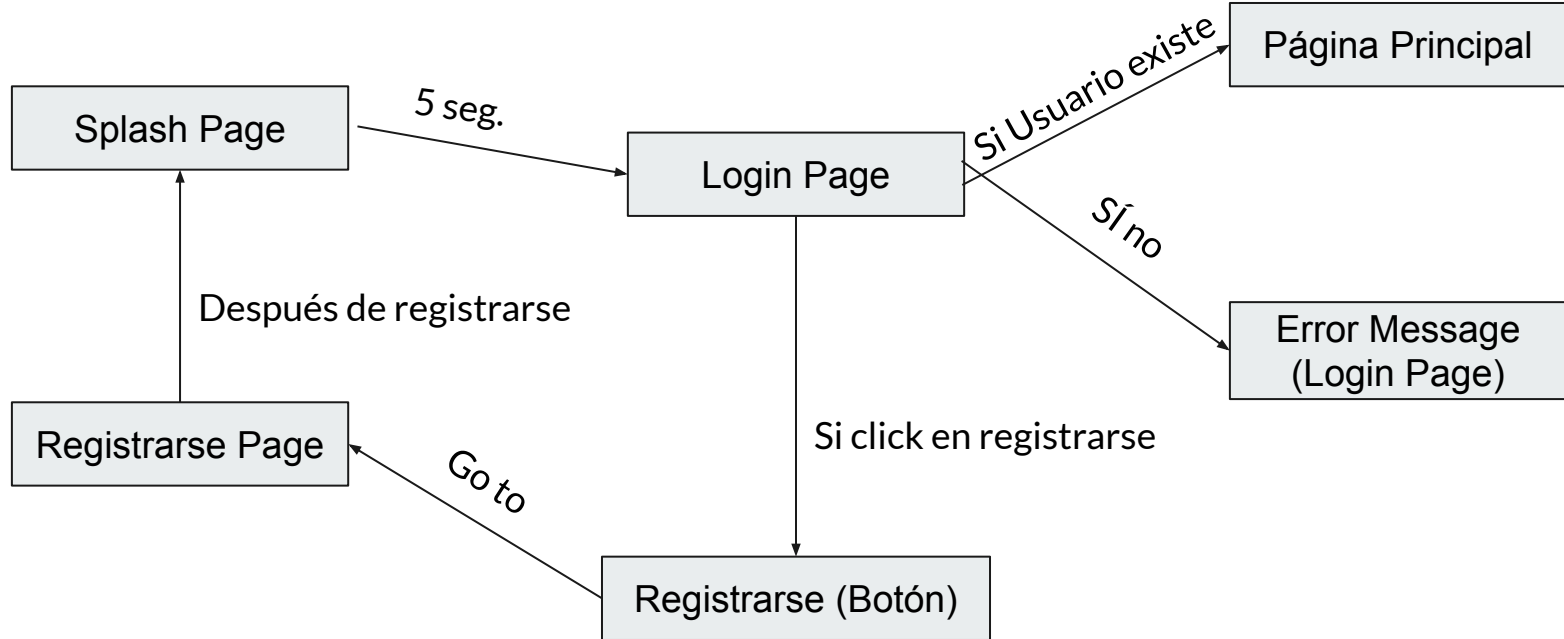 Página Principal
Si Usuario existe
5 seg.
Splash Page
Login Page
SÍ no
Después de registrarse
Error Message
(Login Page)
Registrarse Page
Si click en registrarse
Go to
Registrarse (Botón)